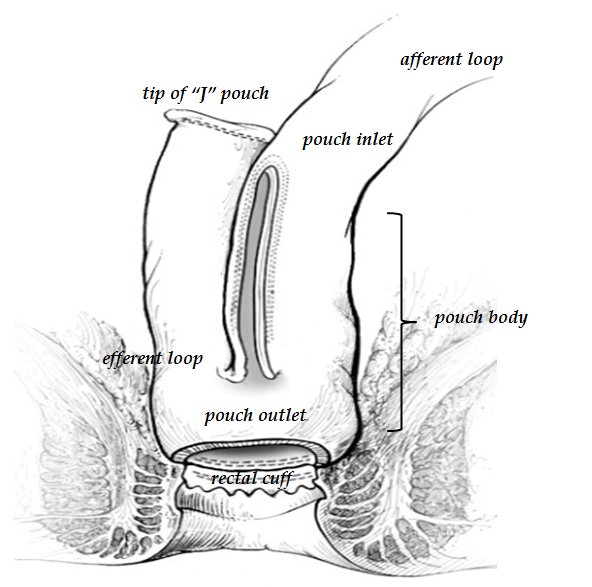 afferent loop
tip of “J” pouch
pouch inlet
pouch body
efferent loop
pouch outlet
rectal cuff